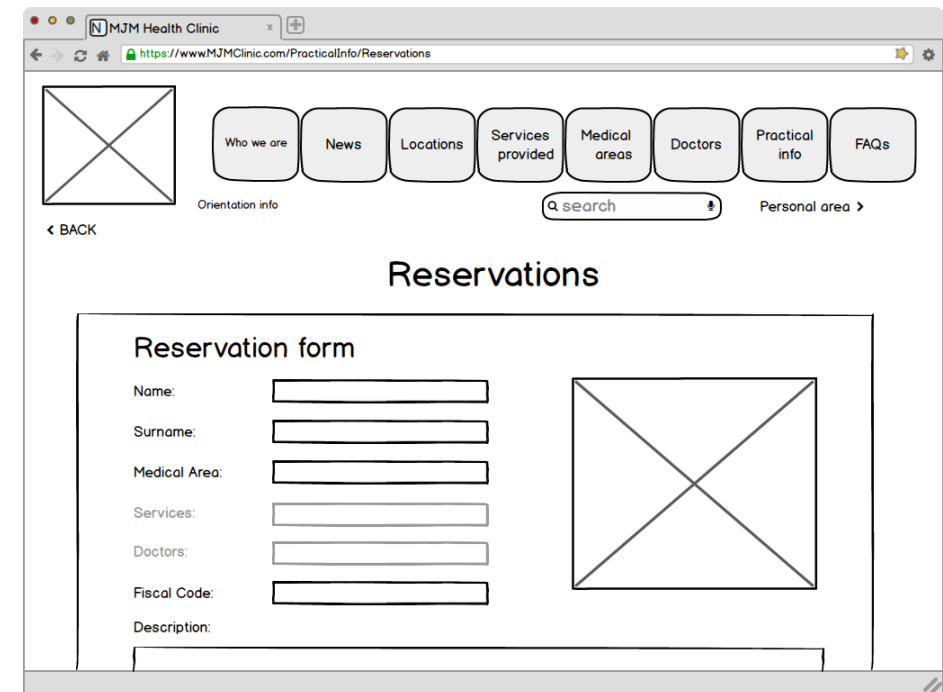 N MJM Health Clinic x
https://www.MJMClinic.com/PracticalInfo/Reservations
Who we are
News
Locations
Services
provided
Medical
areas
Doctors
Practical
info
FAQs
Orientation info
search
Personal area >
< BACK
Reservations
Reservation form
Name:
Surname:
Medical Area:
Services:
Doctors:
Fiscal Code:
Description: